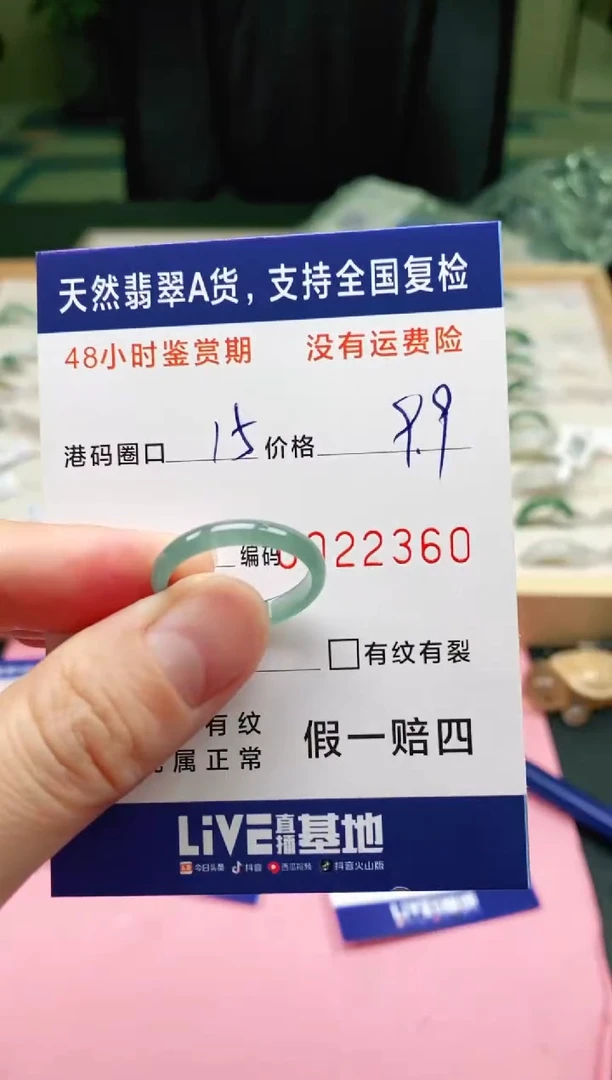 天然翡翠A货，支持全国复检
48小时鉴赏期 没有运费险
港码圈口 15 价格 99
编码 0022360
□有纹有裂
有纹 假一赔四
属正常
LiVE直播基地
今日头条 抖音 西瓜视频 抖音火山版